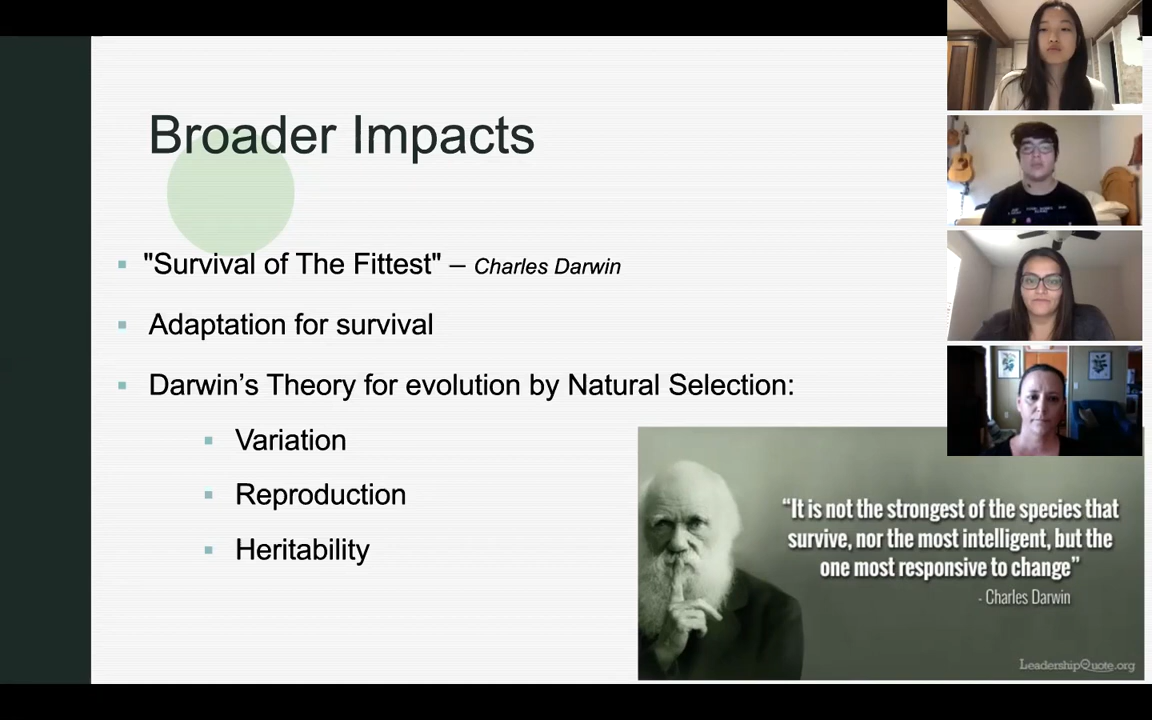 Broader Impacts
"Survival of The Fittest" – Charles Darwin
Adaptation for survival
Darwin’s Theory for evolution by Natural Selection:
Variation
Reproduction
Heritability
“It is not the strongest of the species that
survive, nor the most intelligent, but the
one most responsive to change”
- Charles Darwin
LeadershipQuote.org